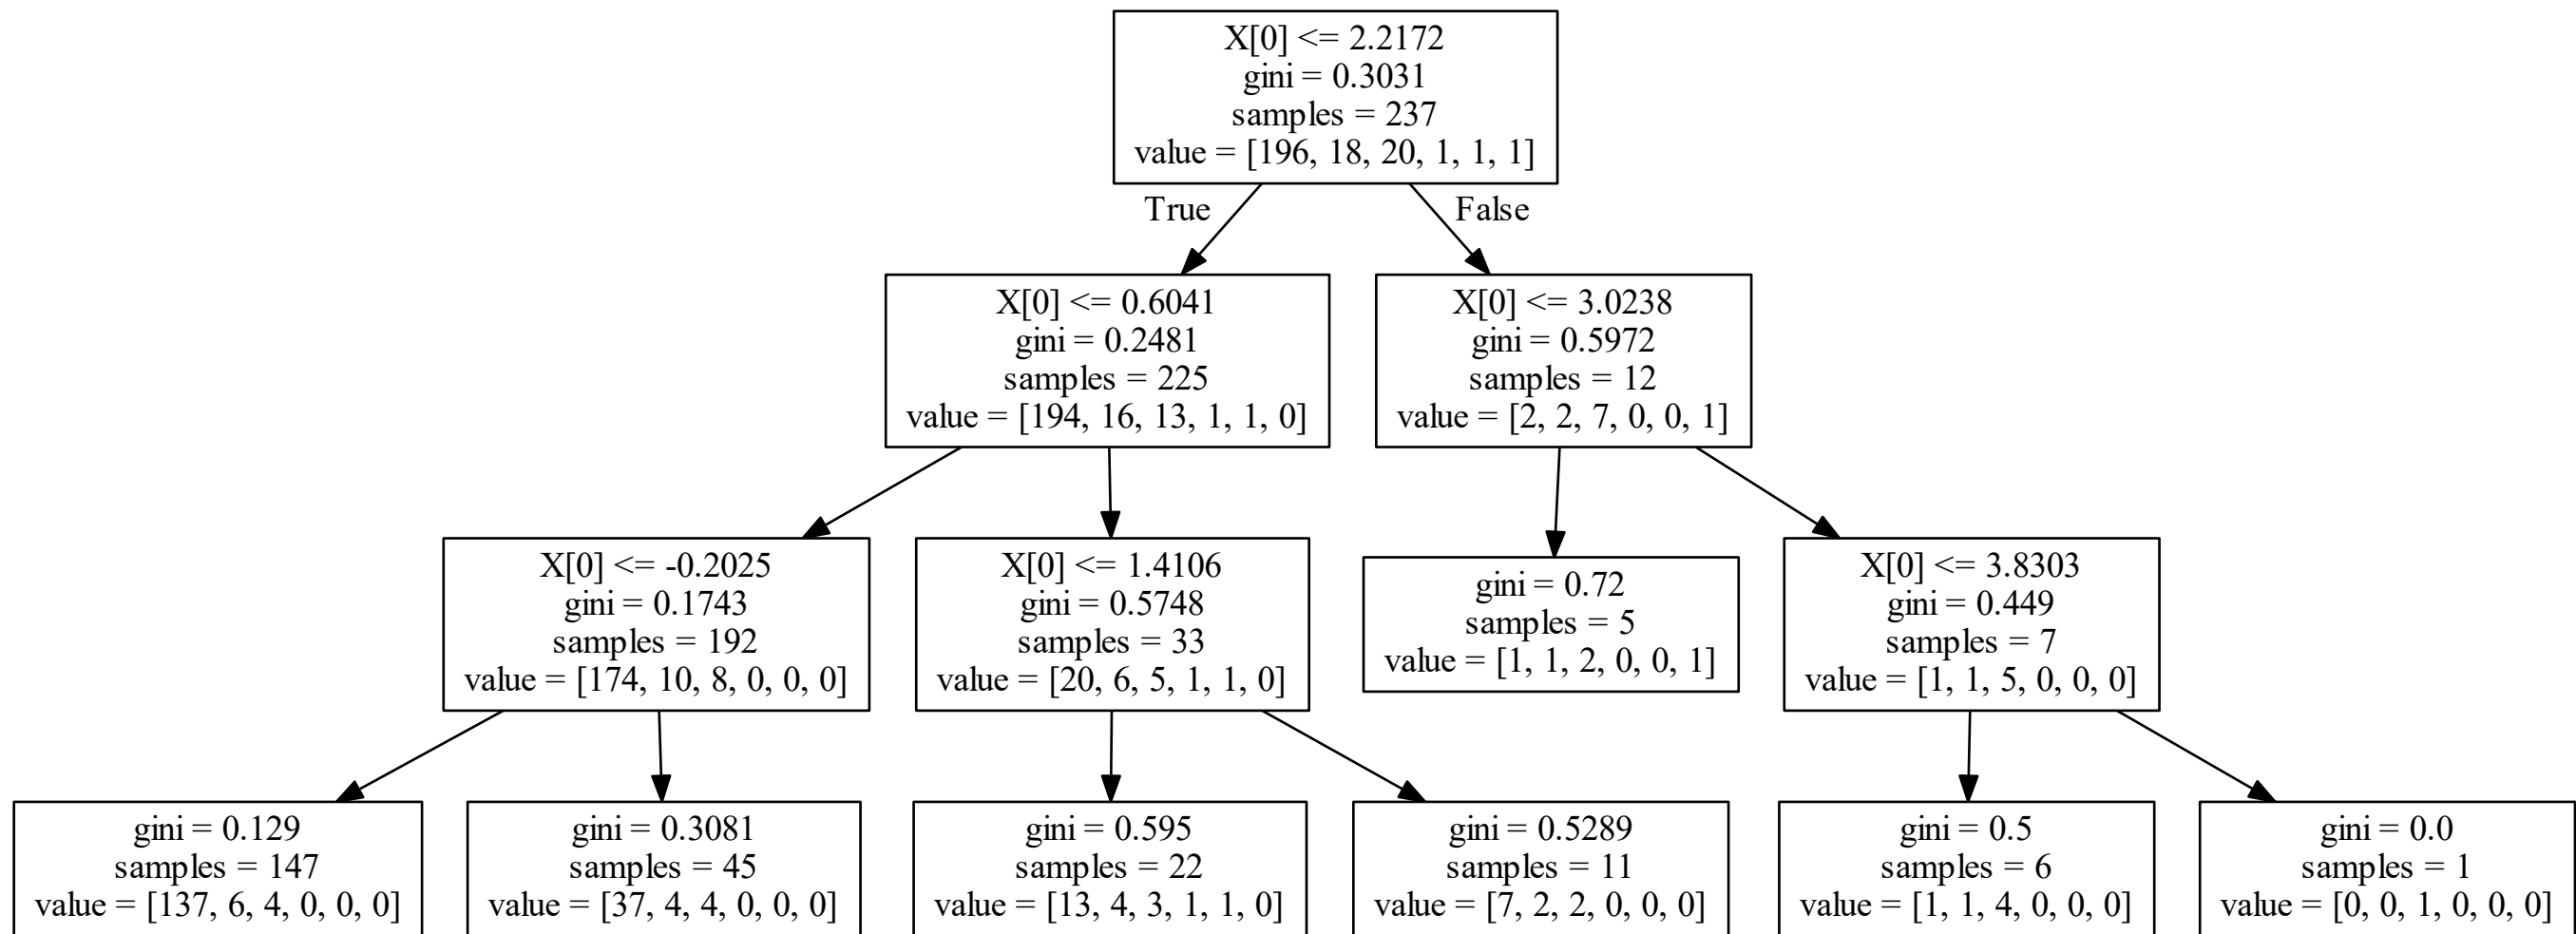 X[0] <= 2.2172
gini = 0.3031
samples = 237
value = [196, 18, 20, 1, 1, 1]
True
False
X[0] <= 0.6041
gini = 0.2481
samples = 225
value = [194, 16, 13, 1, 1, 0]
X[0] <= 3.0238
gini = 0.5972
samples = 12
value = [2, 2, 7, 0, 0, 1]
X[0] <= -0.2025
gini = 0.1743
samples = 192
value = [174, 10, 8, 0, 0, 0]
X[0] <= 1.4106
gini = 0.5748
samples = 33
value = [20, 6, 5, 1, 1, 0]
gini = 0.72
samples = 5
value = [1, 1, 2, 0, 0, 1]
X[0] <= 3.8303
gini = 0.449
samples = 7
value = [1, 1, 5, 0, 0, 0]
gini = 0.129
samples = 147
value = [137, 6, 4, 0, 0, 0]
gini = 0.3081
samples = 45
value = [37, 4, 4, 0, 0, 0]
gini = 0.595
samples = 22
value = [13, 4, 3, 1, 1, 0]
gini = 0.5289
samples = 11
value = [7, 2, 2, 0, 0, 0]
gini = 0.5
samples = 6
value = [1, 1, 4, 0, 0, 0]
gini = 0.0
samples = 1
value = [0, 0, 1, 0, 0, 0]